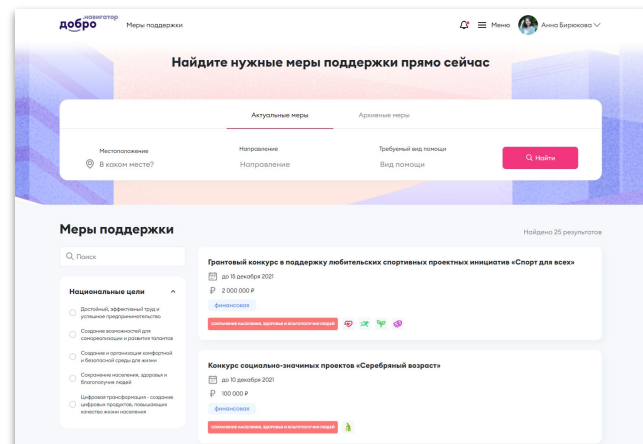 навигатор
добро
Меры поддержки
Меню
Анна Бирюкова
Найдите нужные меры поддержки прямо сейчас
Актуальные меры
Архивные меры
Местоположение
Направление
Требуемый вид помощи
В каком месте?
Направление
Вид помощи
Найти
Меры поддержки
Найдено 25 результатов
Поиск
Национальные цели
Достойный, эффективный труд и
успешное предпринимательство
Создание возможностей для
самореализации и развития талантов
Создание и организация комфортной
и безопасной среды для жизни
Сохранение населения, здоровья и
благополучие людей
Цифровая трансформация - создание
цифровых продуктов, повышающих
качество жизни населения
Грантовый конкурс в поддержку любительских спортивных проектных инициатив «Спорт для всех»
до 15 декабря 2021
₽ 2 000 000 ₽
финансовая
СОХРАНЕНИЕ НАСЕЛЕНИЯ, ЗДОРОВЬЯ И БЛАГОПОЛУЧИЯ ЛЮДЕЙ
Конкурс социально-значимых проектов «Серебряный возраст»
до 10 декабря 2021
₽ 100 000 ₽
финансовая
СОХРАНЕНИЕ НАСЕЛЕНИЯ, ЗДОРОВЬЯ И БЛАГОПОЛУЧИЯ ЛЮДЕЙ